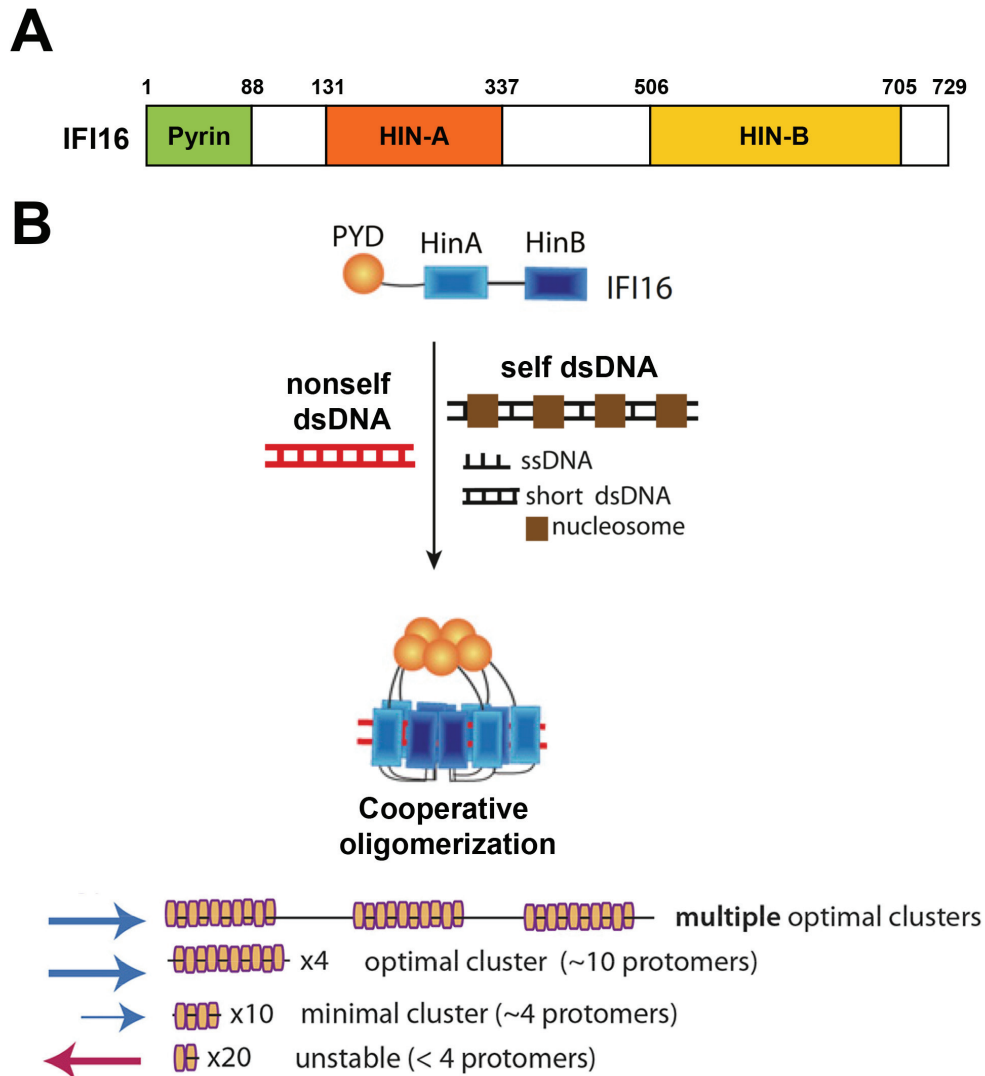 A
1 88 131 337 506 705 729
IFI16 Pyrin HIN-A HIN-B
B
PYD HinA HinB
IFI16
nonself
dsDNA
self dsDNA
ssDNA
short dsDNA
nucleosome
Cooperative
oligomerization
multiple optimal clusters
x4 optimal cluster (~10 protomers)
x10 minimal cluster (~4 protomers)
x20 unstable (< 4 protomers)